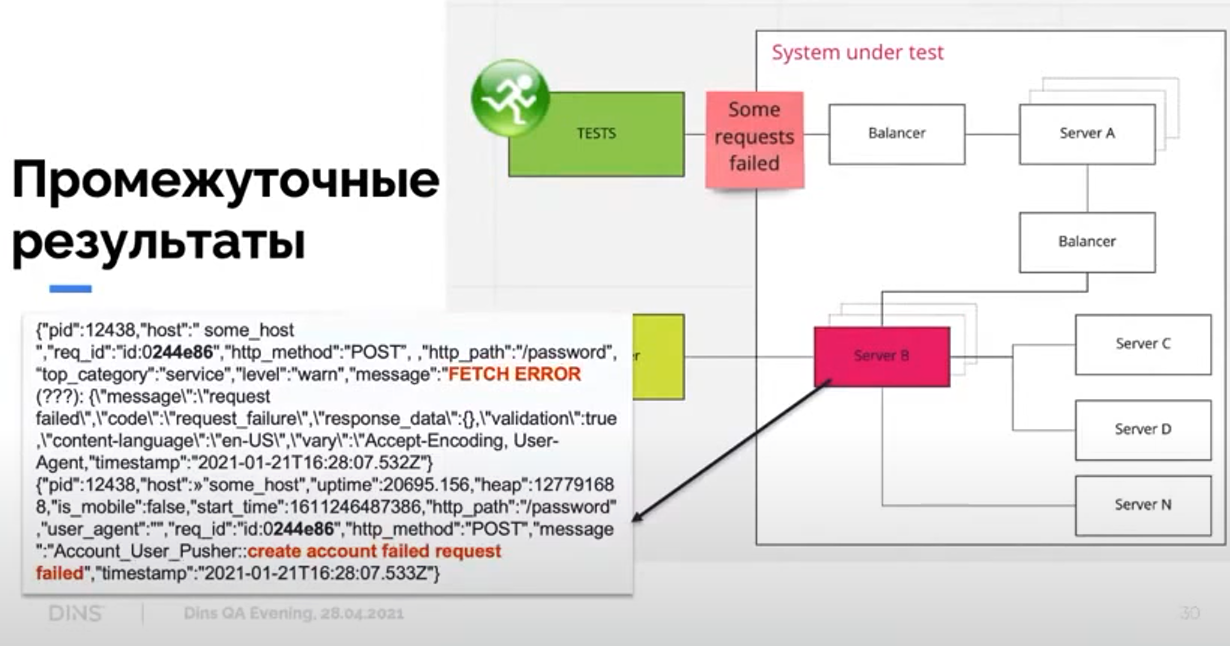 Промежуточные
результаты
System under test
TESTS
Some
requests
failed
Balancer
Server A
Balancer
er
Server B
Server C
Server D
Server N
{"pid":12438,"host":" some_host
","req_id":"id:0244e86","http_method":"POST", ,"http_path":"/password",
"top_category":"service","level":"warn","message":"FETCH ERROR
(???): {\"message\":\"request
failed\",\"code\":\"request_failure\",\"response_data\":{},\"validation\":true
,\"content-language\":\"en-US\",\"vary\":\"Accept-Encoding, User-
Agent,"timestamp":"2021-01-21T16:28:07.532Z"}
{"pid":12438,"host":»"some_host","uptime":20695.156,"heap":12779168
8,"is_mobile":false,"start_time":1611246487386,"http_path":"/password"
,"user_agent":"","req_id":"id:0244e86","http_method":"POST","message
":"Account_User_Pusher::create account failed request
failed","timestamp":"2021-01-21T16:28:07.533Z"}
DINS
Dins QA Evening, 28.04.2021
30